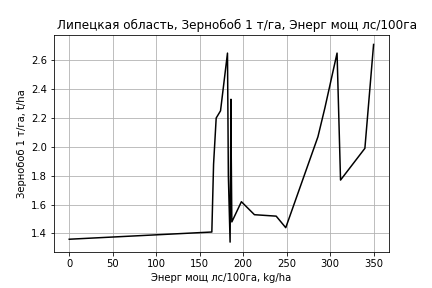 Липецкая область, Зернобоб 1 т/га, Энерг мощ лс/100га
2.6
2.4
2.2
2.0
1.8
1.6
1.4
Зернобоб 1 т/га, t/ha
0 50 100 150 200 250 300 350
Энерг мощ лс/100га, kg/ha